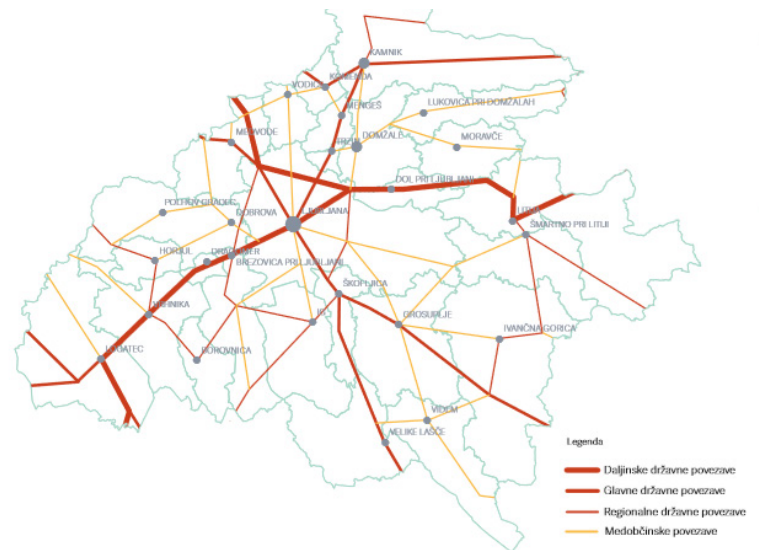 KAMNIK
KOMENDA
VODICE
MENGEŠ
LUKOVICA PRI DOMŽALAH
TRZIN
DOMŽALE
MORAVČE
MEDVODE
DOL PRI LJUBLJANI
POLHOV GRADEC
DOBROVA
LJUBLJANA
LITIJA
ŠMARTNO PRI LITIJI
HORJUL
DRAGOMER
BREZOVICA PRI LJUBLJANI
ŠKOFLJICA
VRHNIKA
IG
GROSUPLJE
IVANČNA GORICA
LOGATEC
BOROVNICA
VIDEM
VELIKE LAŠČE
Legenda
Daljinske državne povezave
Glavne državne povezave
Regionalne državne povezave
Medobčinske povezave